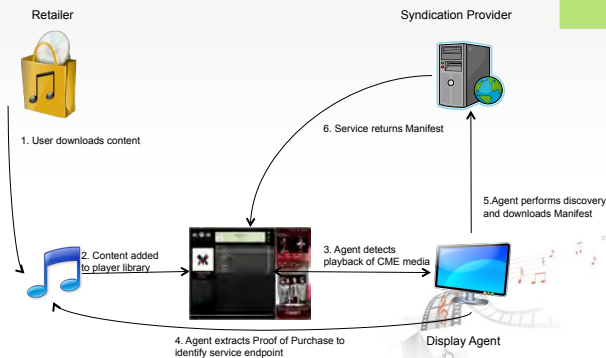 Retailer
Syndication Provider
1. User downloads content
6. Service returns Manifest
5.Agent performs discovery
and downloads Manifest
2. Content added
to player library
3. Agent detects
playback of CME media
4. Agent extracts Proof of Purchase to
identify service endpoint
Display Agent